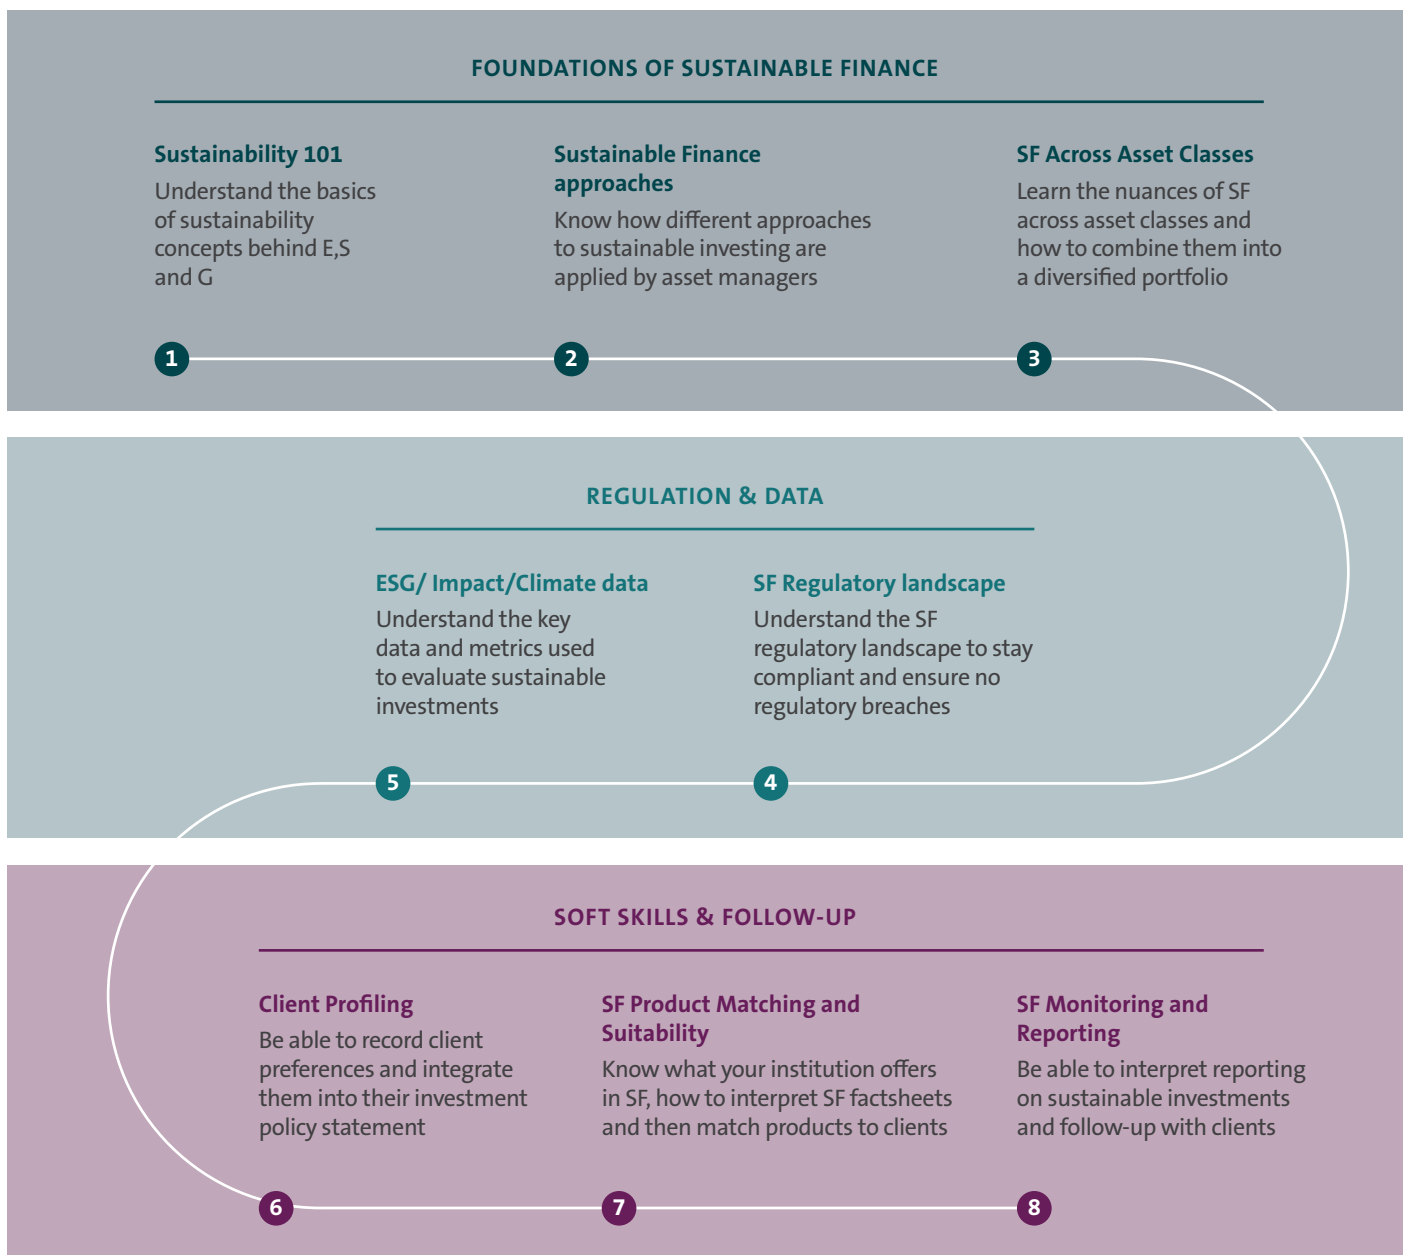 FOUNDATIONS OF SUSTAINABLE FINANCE
Sustainability 101
Understand the basics
of sustainability
concepts behind E,S
and G
Sustainable Finance
approaches
Know how different approaches
to sustainable investing are
applied by asset managers
SF Across Asset Classes
Learn the nuances of SF
across asset classes and
how to combine them into
a diversified portfolio
1
2
3
REGULATION & DATA
ESG/ Impact/Climate data
Understand the key
data and metrics used
to evaluate sustainable
investments
SF Regulatory landscape
Understand the SF
regulatory landscape to stay
compliant and ensure no
regulatory breaches
5
4
SOFT SKILLS & FOLLOW-UP
Client Profiling
Be able to record client
preferences and integrate
them into their investment
policy statement
SF Product Matching and
Suitability
Know what your institution offers
in SF, how to interpret SF factsheets
and then match products to clients
SF Monitoring and
Reporting
Be able to interpret reporting
on sustainable investments
and follow-up with clients
6
7
8